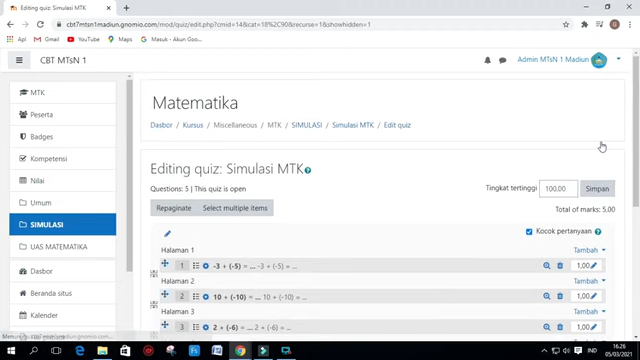 Editing quiz: Simulasi MTK
cbt7mtsn1madiun.gnomio.com/mod/quiz/edit.php?cmid=14&cat=18%2C90&recurse=1&showhidden=1
Apl
Gmail
YouTube
Maps
Masuk - Akun Goo...
CBT MTsN 1
Admin MTsN 1 Madiun
MTK
Peserta
Badges
Kompetensi
Nilai
Umum
SIMULASI
UAS MATEMATIKA
Dasbor
Beranda situs
Kalender
Matematika
Dasbor / Kursus / Miscellaneous / MTK / SIMULASI / Simulasi MTK / Edit quiz
Editing quiz: Simulasi MTK
Questions: 5 | This quiz is open
Tingkat tertinggi 100,00 Simpan
Repaginate Select multiple items
Total of marks: 5,00
Kocok pertanyaan
Halaman 1 Tambah
1 -3 + (-5) = ... -3 + (-5) = ... 1,00
Halaman 2 Tambah
2 10 + (-10) = ... 10 + (-10) = ... 1,00
Halaman 3 Tambah
3 2 + (-6) = ... 2 + (-6) = ... 1,00
IND
16.26
05/03/2021